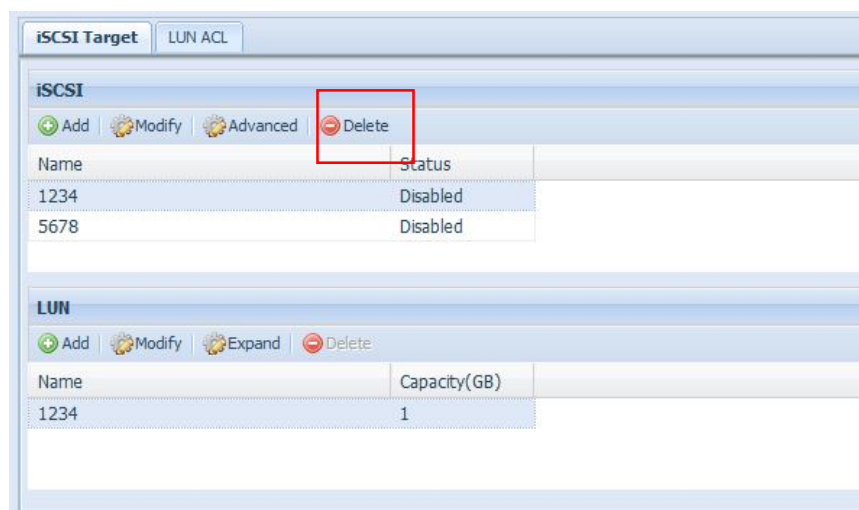 iSCSI Target LUN ACL
iSCSI
Add Modify Advanced Delete
Name Status
1234 Disabled
5678 Disabled
LUN
Add Modify Expand Delete
Name Capacity(GB)
1234 1